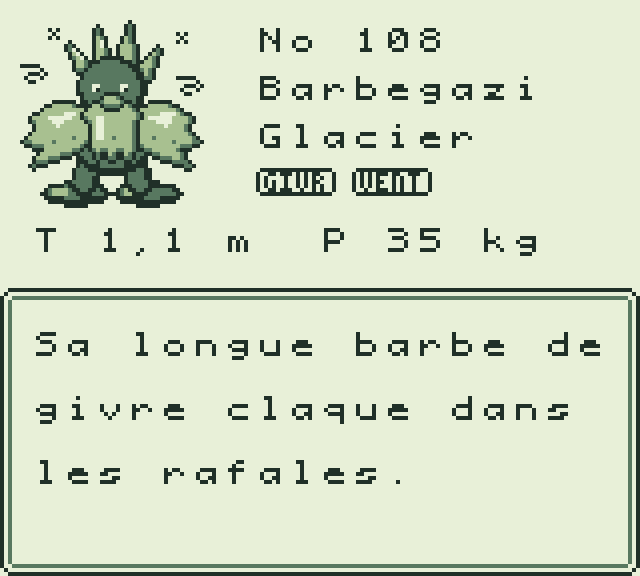 No 108
Barbegazi
Glacier
GIVR VENT
T 1,1 m P 35 kg
Sa longue barbe de
givre claque dans
les rafales.